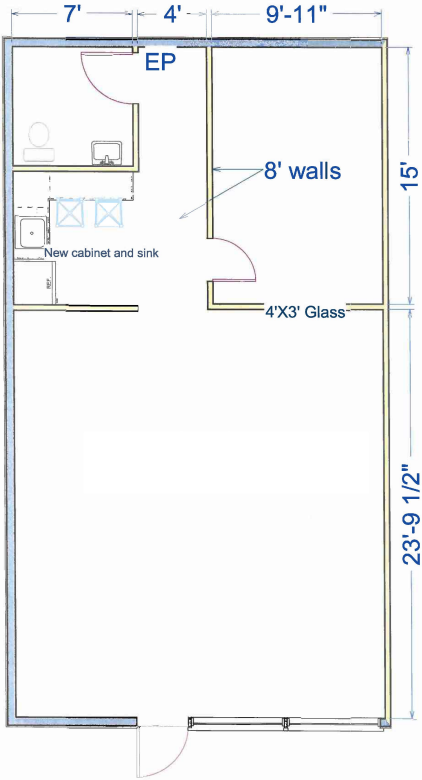 7' 4' 9'-11"
EP
8' walls
15'
New cabinet and sink
REF.
4'X3' Glass
23'-9 1/2"